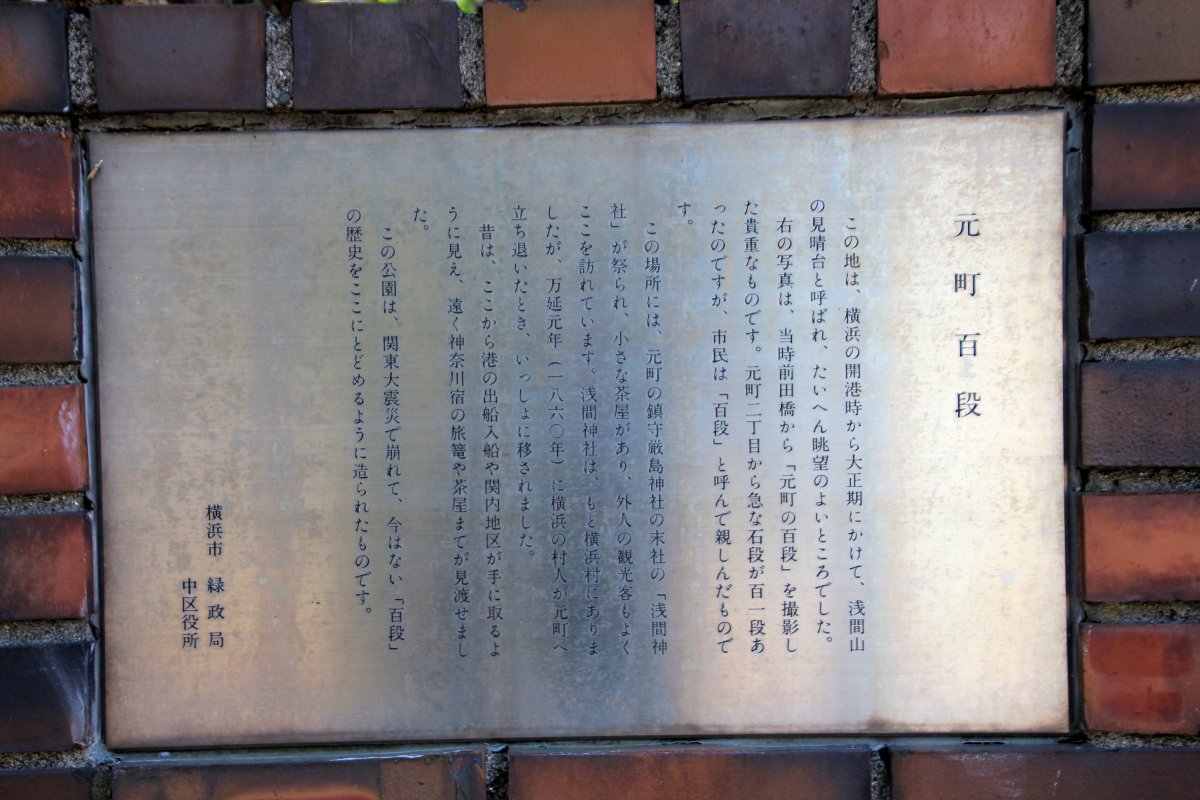 元町百段
この地は、横浜の開港時から大正期にかけて、浅間山
の見晴台と呼ばれ、たいへん眺望のよいところでした。
右の写真は、当時前田橋から「元町の百段」を撮影し
た貴重なものです。元町二丁目から急な石段が百一段あ
ったのですが、市民は「百段」と呼んで親しんだもので
す。
この場所には、元町の鎮守厳島神社の末社の「浅間神
社」が祭られ、小さな茶屋があり、外人の観光客もよく
ここを訪れています。浅間神社は、もと横浜村にありま
したが、万延元年(一八六〇年)に横浜の村人が元町へ
立ち退いたとき、いっしょに移されました。
昔は、ここから港の出船入船や関内地区が手に取るよ
うに見え、遠く神奈川宿の旅篭や茶屋までが見渡せまし
た。
この公園は、関東大震災で崩れて、今はない「百段」
の歴史をここにとどめるように造られたものです。
横浜市 緑政局
中区役所